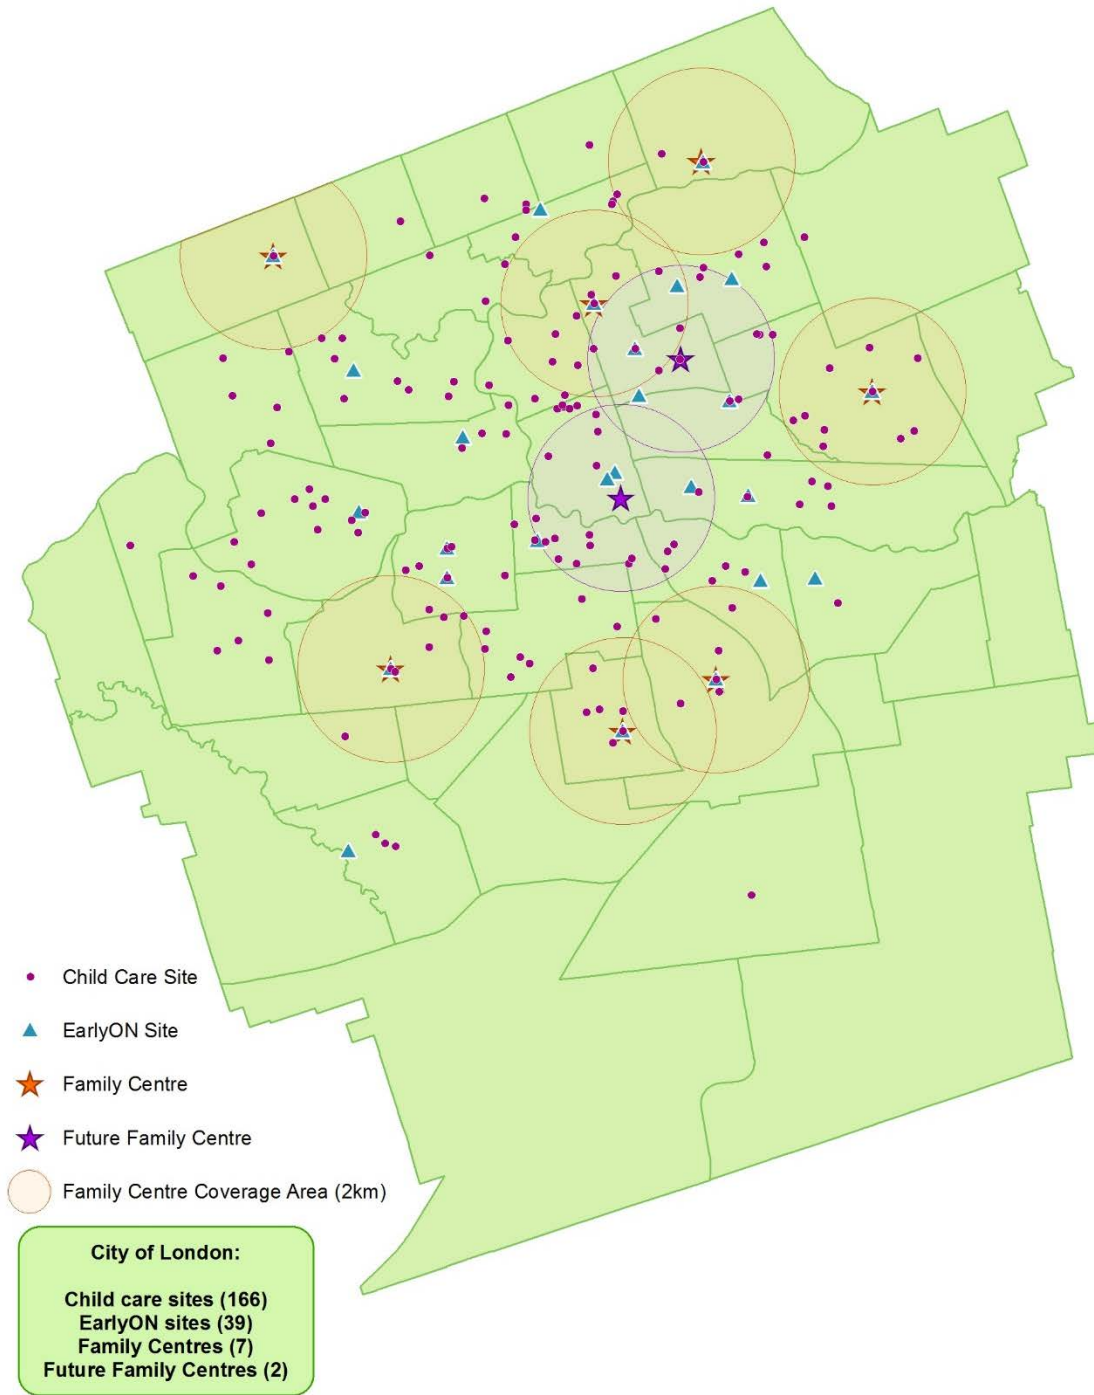 Child Care Site
EarlyON Site
Family Centre
Future Family Centre
Family Centre Coverage Area (2km)
City of London:
Child care sites (166)
EarlyON sites (39)
Family Centres (7)
Future Family Centres (2)